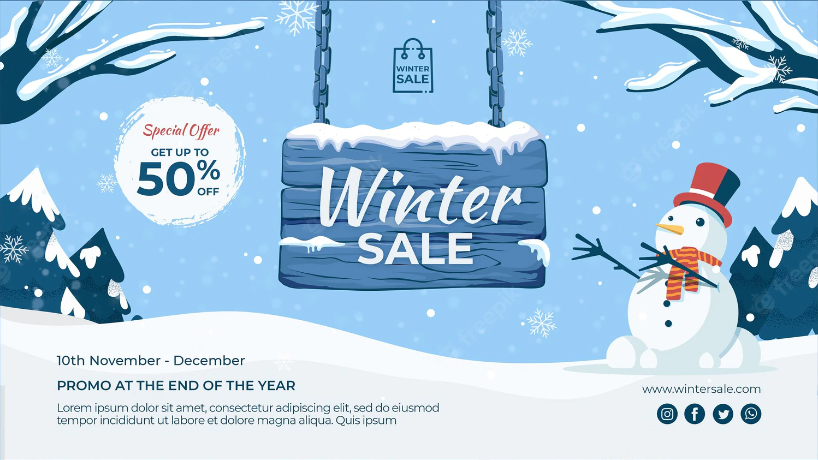 WINTER
SALE
Special Offer
GET UP TO
50%
OFF
Winter
SALE
10th November - December
PROMO AT THE END OF THE YEAR
Lorem ipsum dolor sit amet, consectetur adipiscing elit, sed do eiusmod
tempor incididunt ut labore et dolore magna aliqua. Quis ipsum
www.wintersale.com